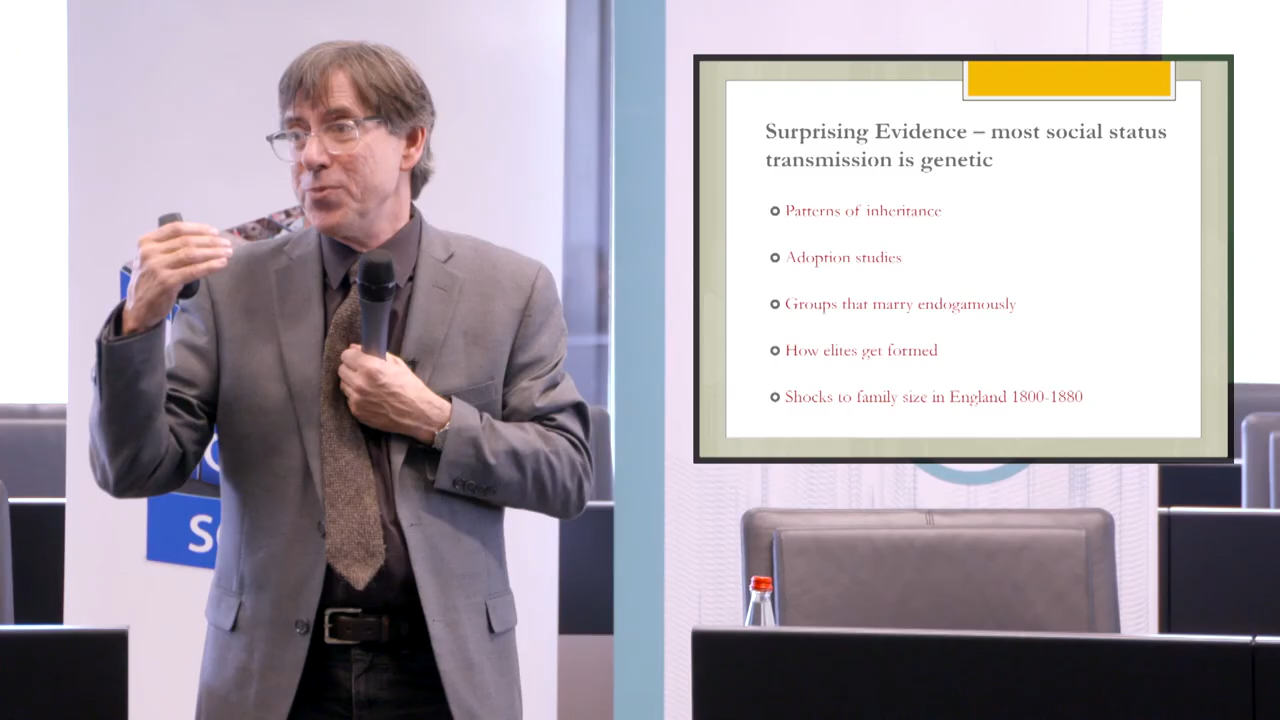 Surprising Evidence – most social status
transmission is genetic
Patterns of inheritance
Adoption studies
Groups that marry endogamously
How elites get formed
Shocks to family size in England 1800-1880